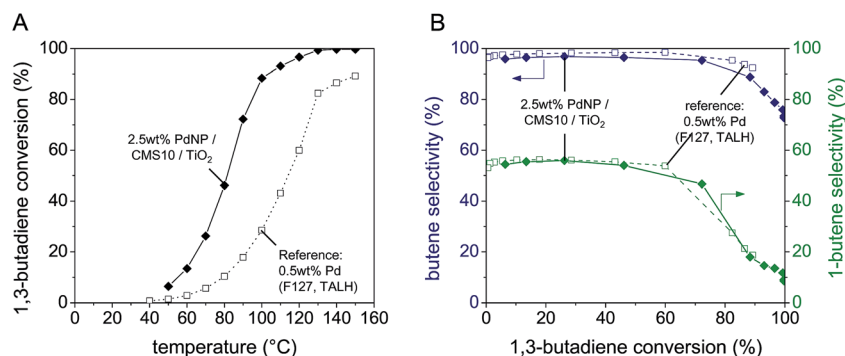 A
100
80
60
40
20
0
1,3-butadiene conversion (%)
2.5wt% PdNP /
CMS10 / TiO2
Reference:
0.5wt% Pd
(F127, TALH)
0 20 40 60 80 100 120 140 160
temperature (°C)
B
100
80
60
40
20
0
butene selectivity (%)
2.5wt% PdNP /
CMS10 / TiO2
reference:
0.5wt% Pd
(F127, TALH)
100
80
60
40
20
0
1-butene selectivity (%)
0 20 40 60 80 100
1,3-butadiene conversion (%)